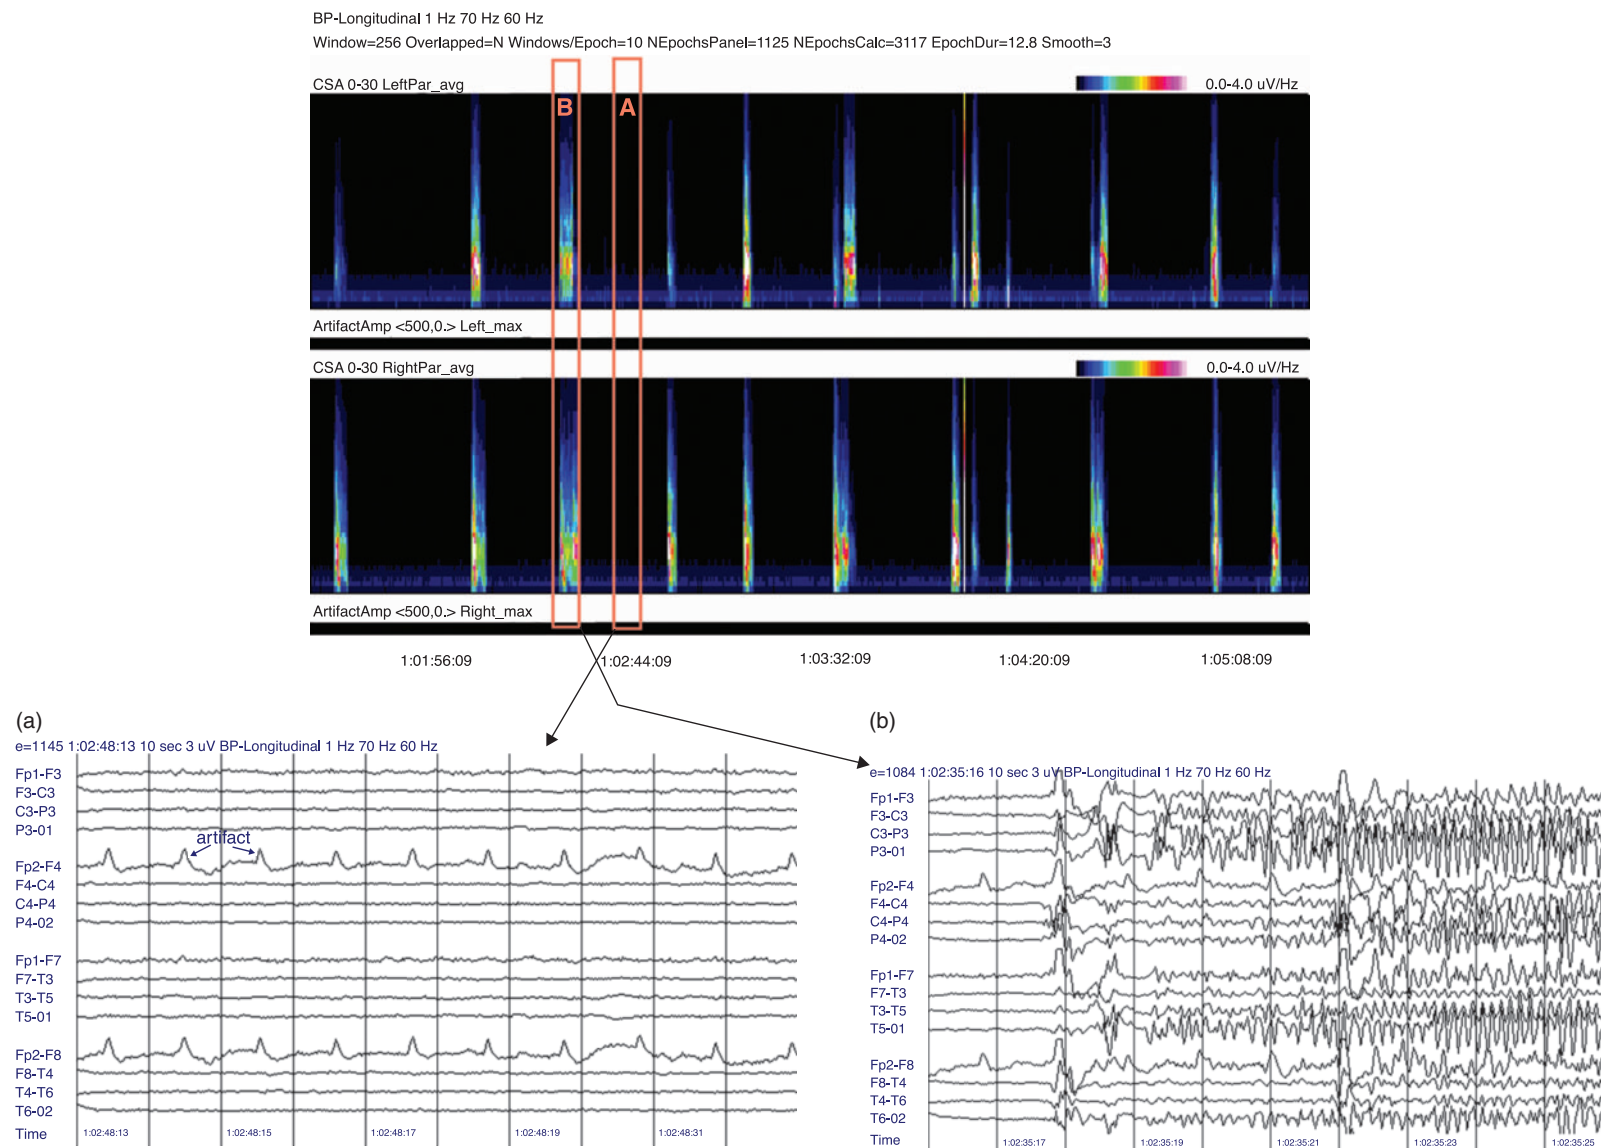 BP-Longitudinal 1 Hz 70 Hz 60 Hz
Window=256 Overlapped=N Windows/Epoch=10 NEpochsPanel=1125 NEpochsCalc=3117 EpochDur=12.8 Smooth=3
CSA 0-30 LeftPar_avg
0.0-4.0 uV/Hz
B
A
ArtifactAmp <500,0.> Left_max
CSA 0-30 RightPar_avg
0.0-4.0 uV/Hz
ArtifactAmp <500,0.> Right_max
1:01:56:09 1:02:44:09 1:03:32:09 1:04:20:09 1:05:08:09
(a)
e=1145 1:02:48:13 10 sec 3 uV BP-Longitudinal 1 Hz 70 Hz 60 Hz
Fp1-F3
F3-C3
C3-P3
P3-01
artifact
Fp2-F4
F4-C4
C4-P4
P4-02
Fp1-F7
F7-T3
T3-T5
T5-01
Fp2-F8
F8-T4
T4-T6
T6-02
Time 1:02:48:13 1:02:48:15 1:02:48:17 1:02:48:19 1:02:48:31
(b)
e=1084 1:02:35:16 10 sec 3 uV BP-Longitudinal 1 Hz 70 Hz 60 Hz
Fp1-F3
F3-C3
C3-P3
P3-01
Fp2-F4
F4-C4
C4-P4
P4-02
Fp1-F7
F7-T3
T3-T5
T5-01
Fp2-F8
F8-T4
T4-T6
T6-02
Time 1:02:35:17 1:02:35:19 1:02:35:21 1:02:35:23 1:02:35:25